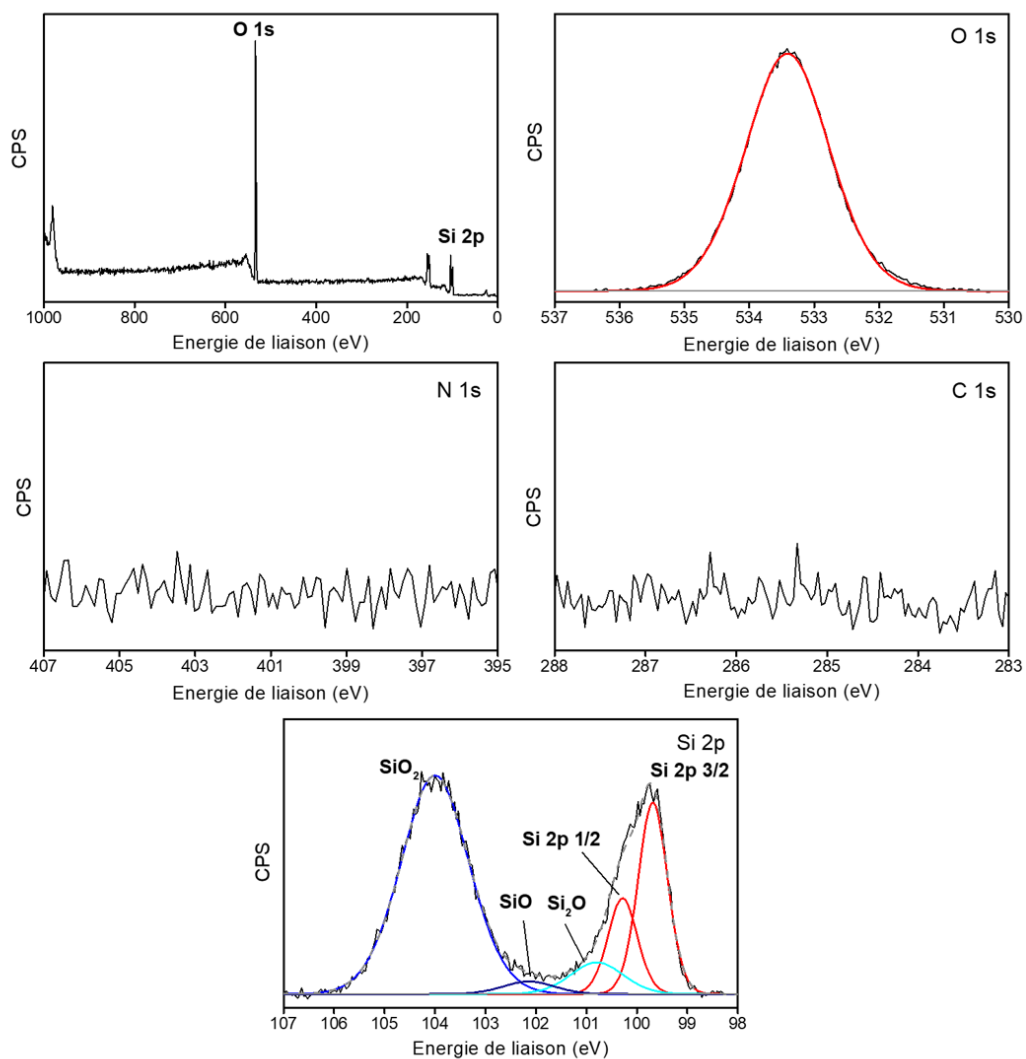 O 1s
Si 2p
CPS
1000 800 600 400 200 0
Energie de liaison (eV)
O 1s
CPS
537 536 535 534 533 532 531 530
Energie de liaison (eV)
N 1s
CPS
407 405 403 401 399 397 395
Energie de liaison (eV)
C 1s
CPS
288 287 286 285 284 283
Energie de liaison (eV)
Si 2p
SiO₂
Si 2p 3/2
Si 2p 1/2
SiO
Si₂O
CPS
107 106 104 103 102 101 100 99 98
Energie de liaison (eV)